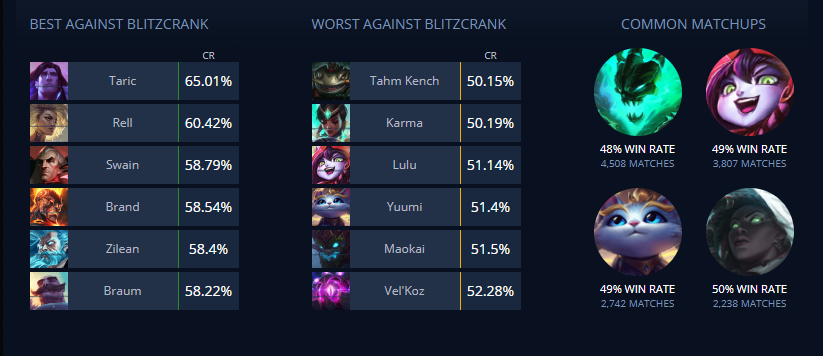 BEST AGAINST BLITZCRANK
CR
Taric 65.01%
Rell 60.42%
Swain 58.79%
Brand 58.54%
Zilean 58.4%
Braum 58.22%
WORST AGAINST BLITZCRANK
CR
Tahm Kench 50.15%
Karma 50.19%
Lulu 51.14%
Yuumi 51.4%
Maokai 51.5%
Vel'Koz 52.28%
COMMON MATCHUPS
48% WIN RATE
4,508 MATCHES
49% WIN RATE
3,807 MATCHES
49% WIN RATE
2,742 MATCHES
50% WIN RATE
2,238 MATCHES